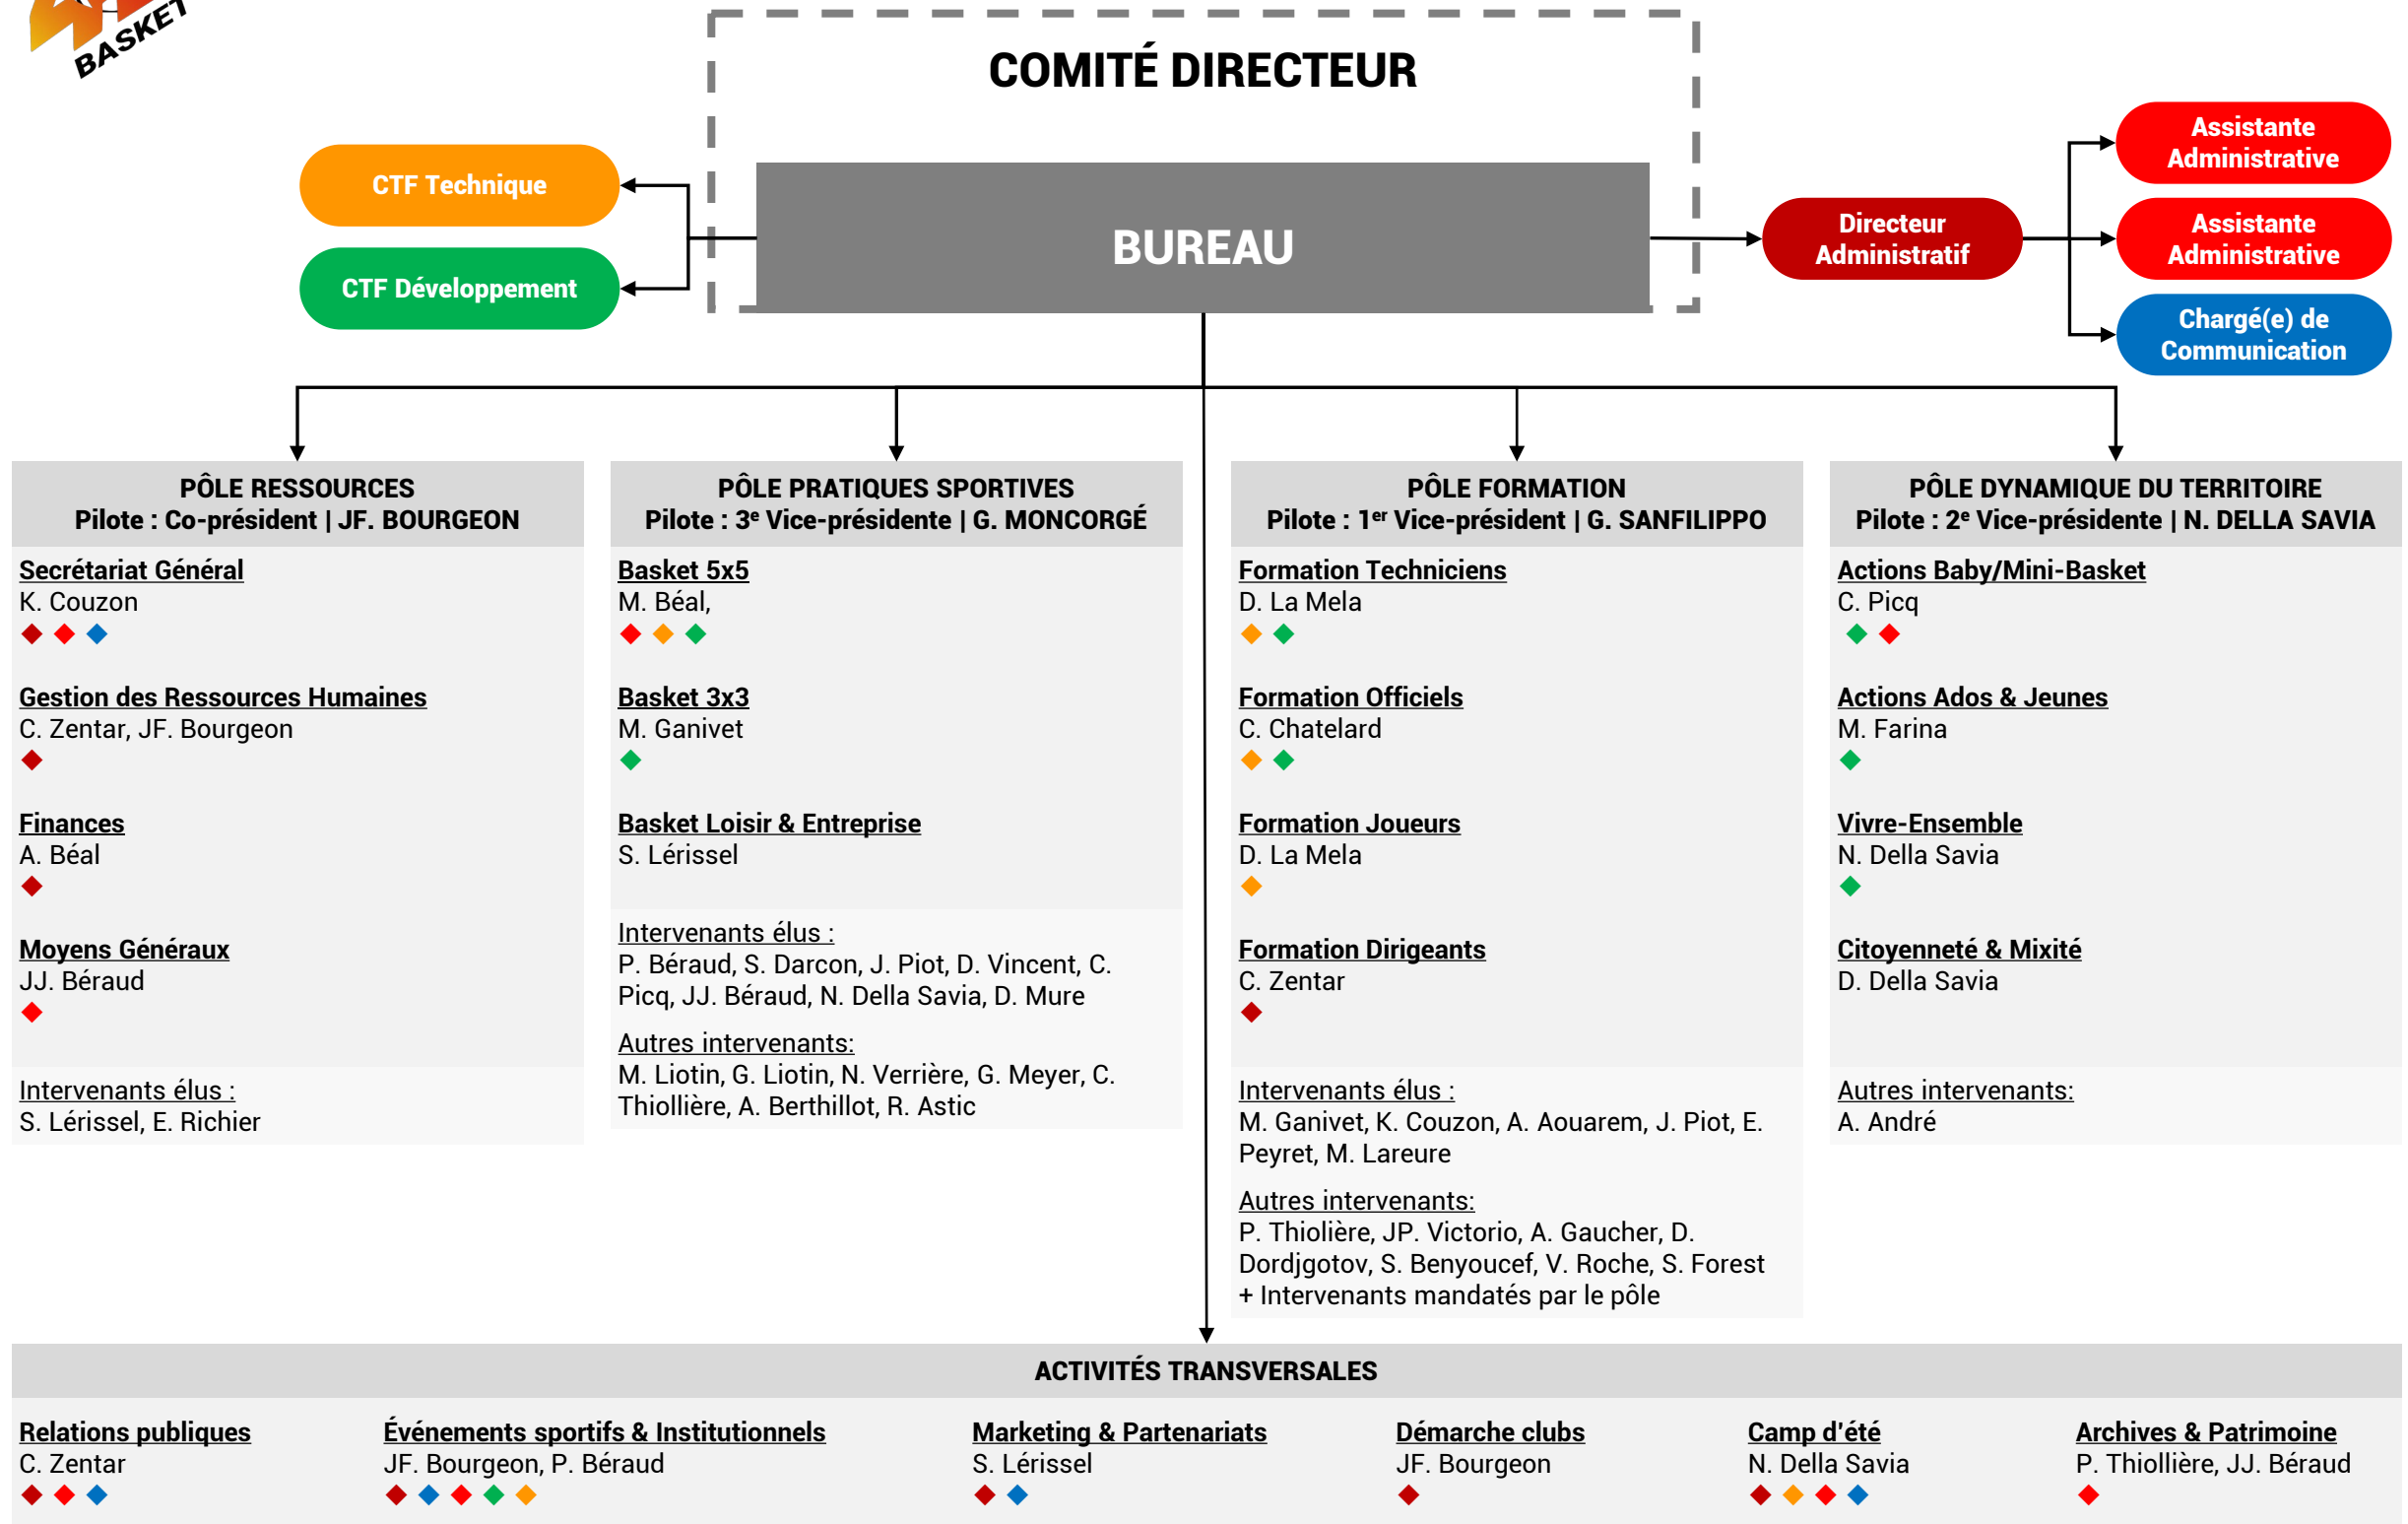 BASKET
COMITÉ DIRECTEUR
BUREAU
CTF Technique
CTF Développement
Directeur
Administratif
Assistante
Administrative
Assistante
Administrative
Chargé(e) de
Communication
PÔLE RESSOURCES
Pilote : Co-président | JF. BOURGEON
Secrétariat Général
K. Couzon
Gestion des Ressources Humaines
C. Zentar, JF. Bourgeon
Finances
A. Béal
Moyens Généraux
JJ. Béraud
Intervenants élus :
S. Lérissel, E. Richier
PÔLE PRATIQUES SPORTIVES
Pilote : 3e Vice-présidente | G. MONCORGÉ
Basket 5x5
M. Béal,
Basket 3x3
M. Ganivet
Basket Loisir & Entreprise
S. Lérissel
Intervenants élus :
P. Béraud, S. Darcon, J. Piot, D. Vincent, C.
Picq, JJ. Béraud, N. Della Savia, D. Mure
Autres intervenants:
M. Liotin, G. Liotin, N. Verrière, G. Meyer, C.
Thiollière, A. Berthillot, R. Astic
PÔLE FORMATION
Pilote : 1er Vice-président | G. SANFILIPPO
Formation Techniciens
D. La Mela
Formation Officiels
C. Chatelard
Formation Joueurs
D. La Mela
Formation Dirigeants
C. Zentar
Intervenants élus :
M. Ganivet, K. Couzon, A. Aouarem, J. Piot, E.
Peyret, M. Lareure
Autres intervenants:
P. Thiolière, JP. Victorio, A. Gaucher, D.
Dordjgotov, S. Benyoucef, V. Roche, S. Forest
+ Intervenants mandatés par le pôle
PÔLE DYNAMIQUE DU TERRITOIRE
Pilote : 2e Vice-présidente | N. DELLA SAVIA
Actions Baby/Mini-Basket
C. Picq
Actions Ados & Jeunes
M. Farina
Vivre-Ensemble
N. Della Savia
Citoyenneté & Mixité
D. Della Savia
Autres intervenants:
A. André
ACTIVITÉS TRANSVERSALES
Relations publiques
C. Zentar
Événements sportifs & Institutionnels
JF. Bourgeon, P. Béraud
Marketing & Partenariats
S. Lérissel
Démarche clubs
JF. Bourgeon
Camp d'été
N. Della Savia
Archives & Patrimoine
P. Thiollière, JJ. Béraud